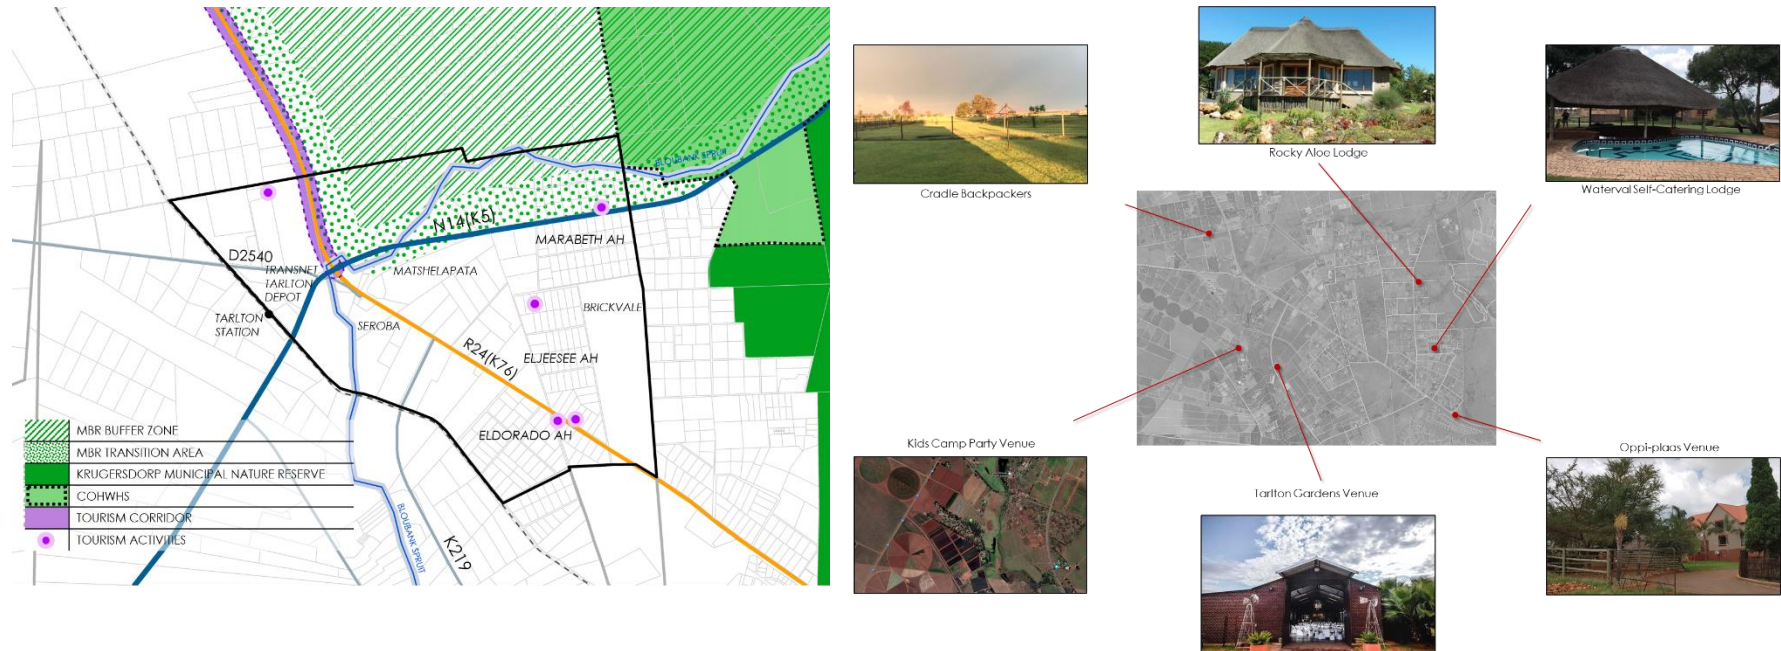 BLOUBANK SPRUIT
N14(K5)
MARABETH AH
D2540
TRANSNET
TARLTON
DEPOT
MATSHELAPATA
TARLTON
STATION
SEROBA
BRICKVALE
R24(K76)
ELJEESEE AH
ELDORADO AH
K219
BLOUBANK SPRUIT
MBR BUFFER ZONE
MBR TRANSITION AREA
KRUGERSDORP MUNICIPAL NATURE RESERVE
COHWHS
TOURISM CORRIDOR
TOURISM ACTIVITIES
Cradle Backpackers
Rocky Aloe Lodge
Waterval Self-Catering Lodge
Kids Camp Party Venue
Tarlton Gardens Venue
Oppi-plaas Venue